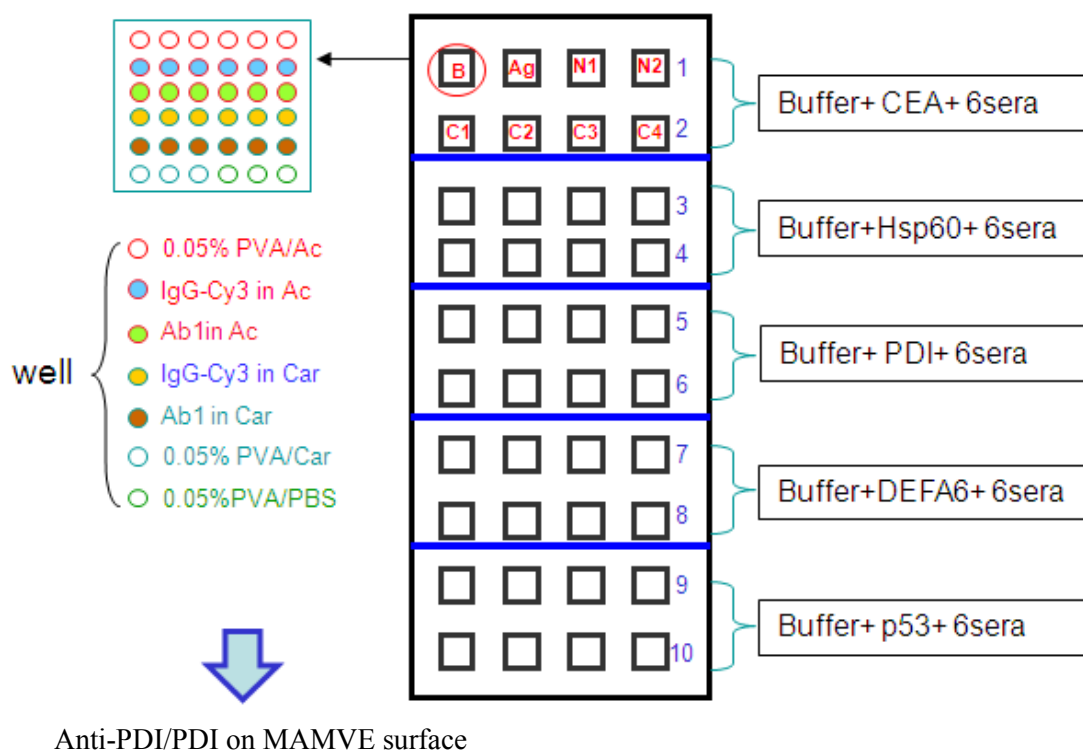 B Ag N1 N2 1
C1 C2 C3 C4 2
3
4
5
6
7
8
9
10
Buffer+ CEA+ 6sera
Buffer+Hsp60+ 6sera
Buffer+ PDI+ 6sera
Buffer+DEFA6+ 6sera
Buffer+ p53+ 6sera
well
0.05% PVA/Ac
IgG-Cy3 in Ac
Ab1in Ac
IgG-Cy3 in Car
Ab1 in Car
0.05% PVA/Car
0.05%PVA/PBS
Anti-PDI/PDI on MAMVE surface